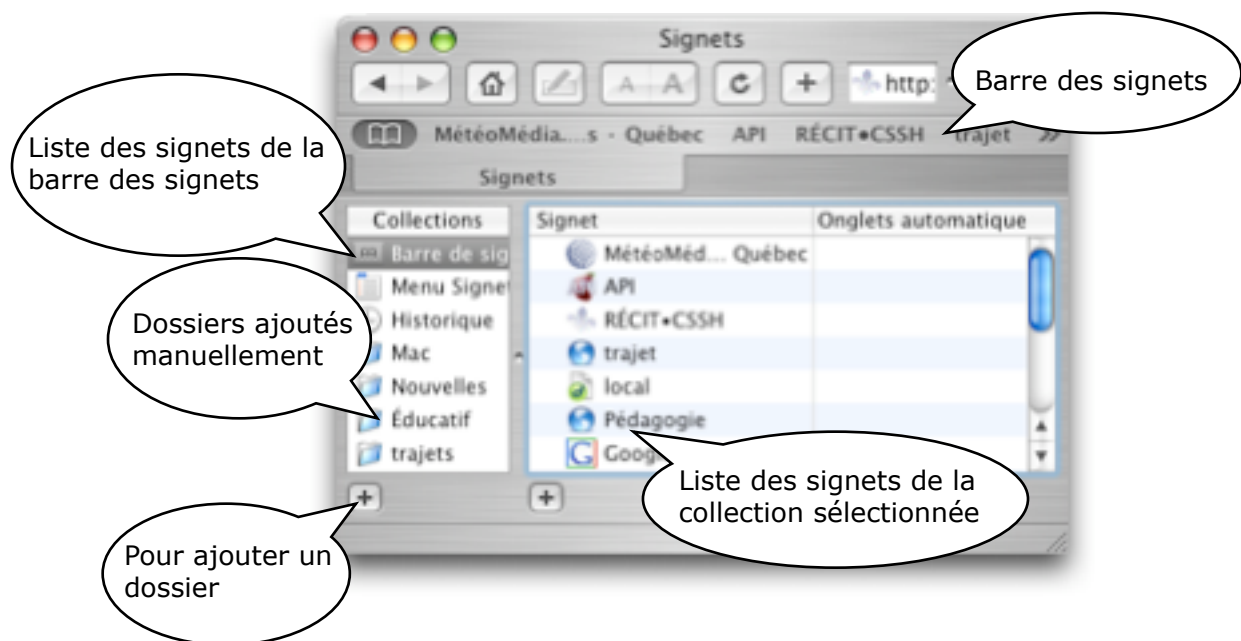 Signets
Barre des signets
A A
http:
MétéoMédia....s - Québec API RÉCIT•CSSH trajet »
Liste des signets de la
barre des signets
Signets
Collections Signet Onglets automatique
Barre de sig MétéoMéd... Québec
Menu Signet API
Historique RÉCIT•CSSH
Mac trajet
Nouvelles local
Éducatif Pédagogie
trajets
Dossiers ajoutés
manuellement
Liste des signets de la
collection sélectionnée
Pour ajouter un
dossier